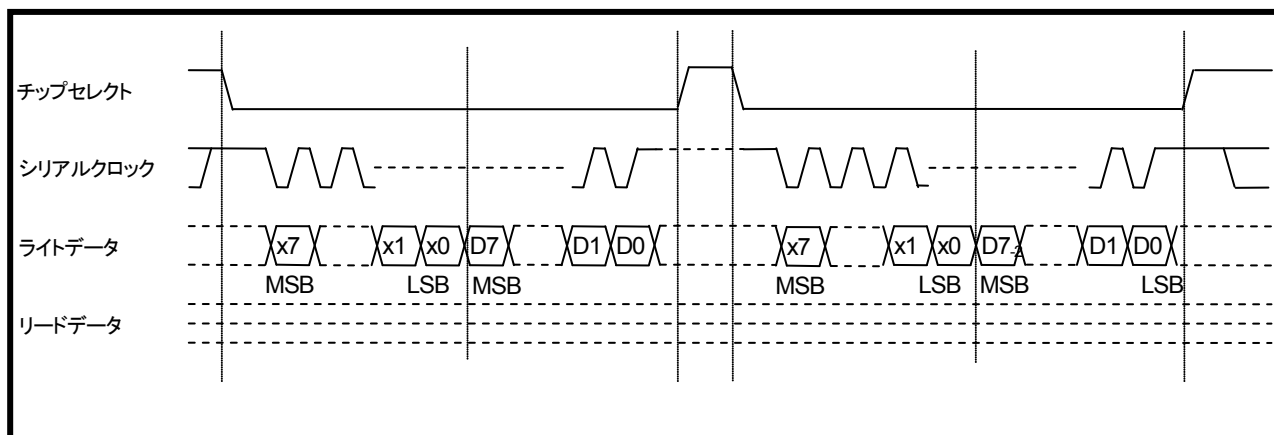 チップセレクト
シリアルクロック
ライトデータ x7 x1 x0 D7 D1 D0 x7 x1 x0 D7-2 D1 D0
MSB LSB MSB MSB LSB MSB LSB
リードデータ